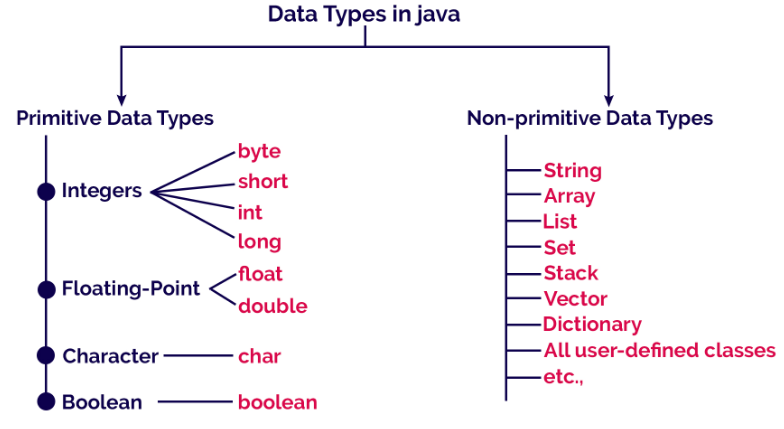 Data Types in java
Primitive Data Types
Integers
byte
short
int
long
Floating-Point
float
double
Character
char
Boolean
boolean
Non-primitive Data Types
String
Array
List
Set
Stack
Vector
Dictionary
All user-defined classes
etc.,